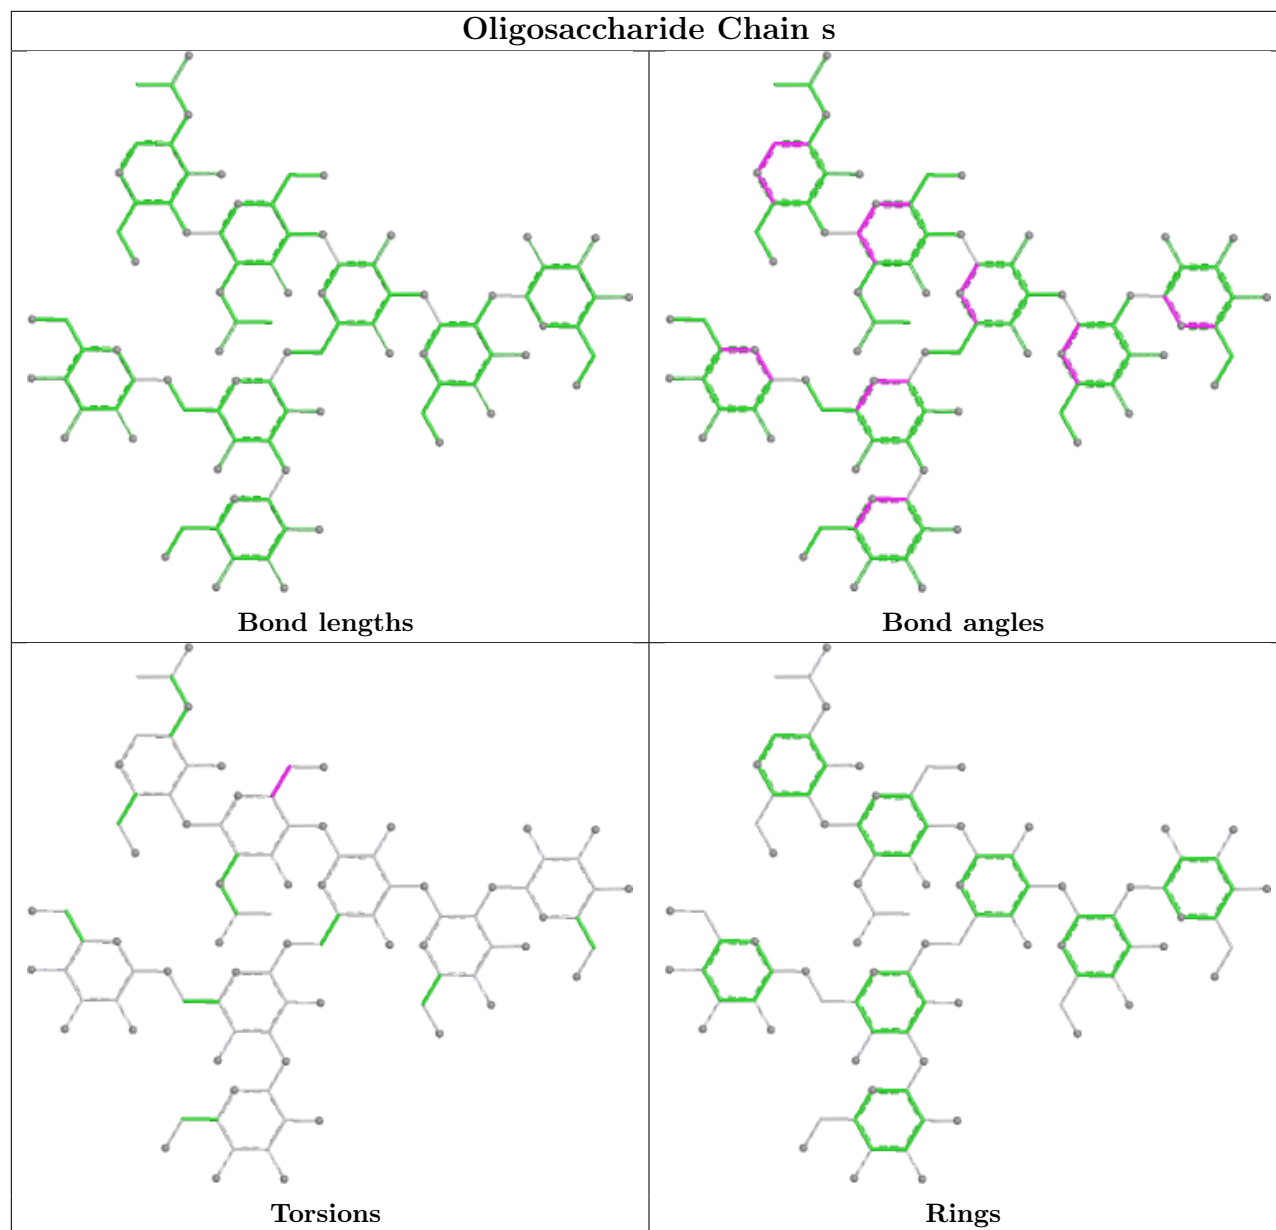 Oligosaccharide Chain s
Bond lengths
Bond angles
Torsions
Rings